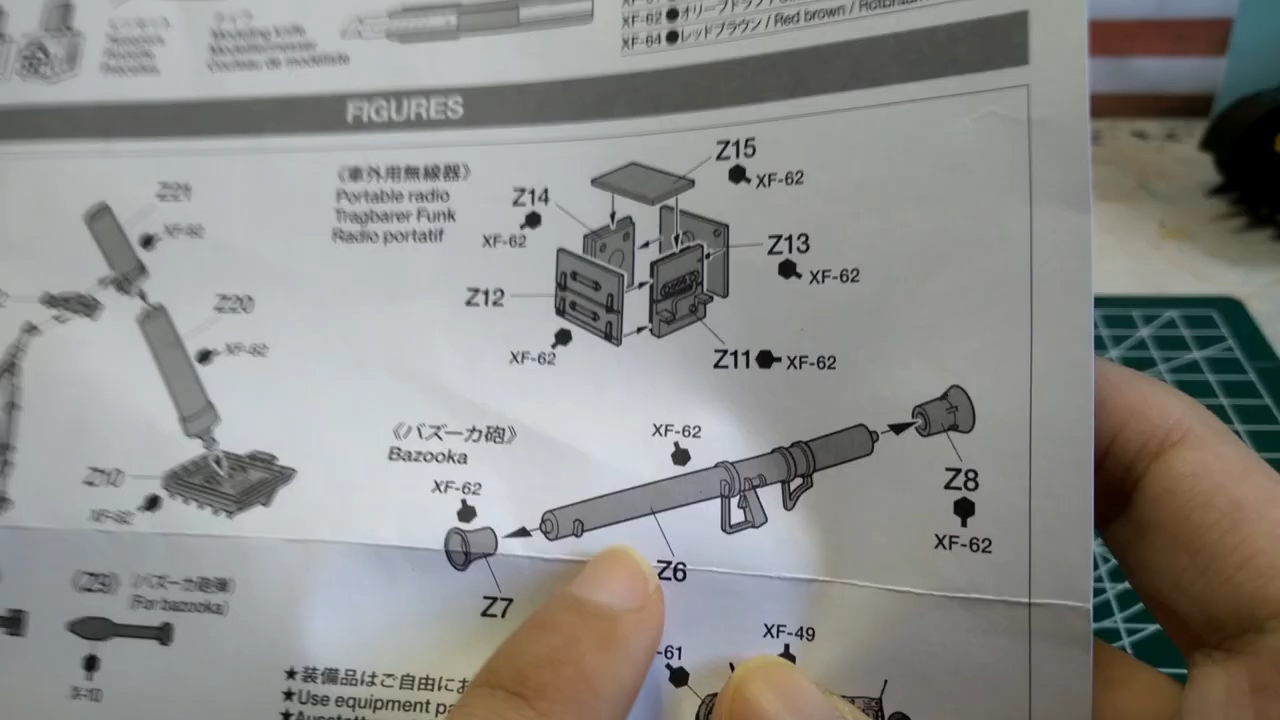 Modeling knife
Modelliermesser
Couteau de modéliste
XF-62 ●オリーブドラブ /
XF-64 ●レッドブラウン / Red brown / Rotbraun
FIGURES
Z21
XF-62
Z20
XF-62
Z10
XF-62
《車外用無線器》
Portable radio
Tragbarer Funk
Radio portatif
Z15
XF-62
Z14
XF-62
Z13
XF-62
Z12
XF-62
Z11 XF-62
《バズーカ砲》
Bazooka
XF-62
XF-62
Z8
XF-62
Z6
Z7
(Z9)
《バズーカ砲弾》
(For bazooka)
XF-49
-61
★装備品はご自由にお
★Use equipment pa